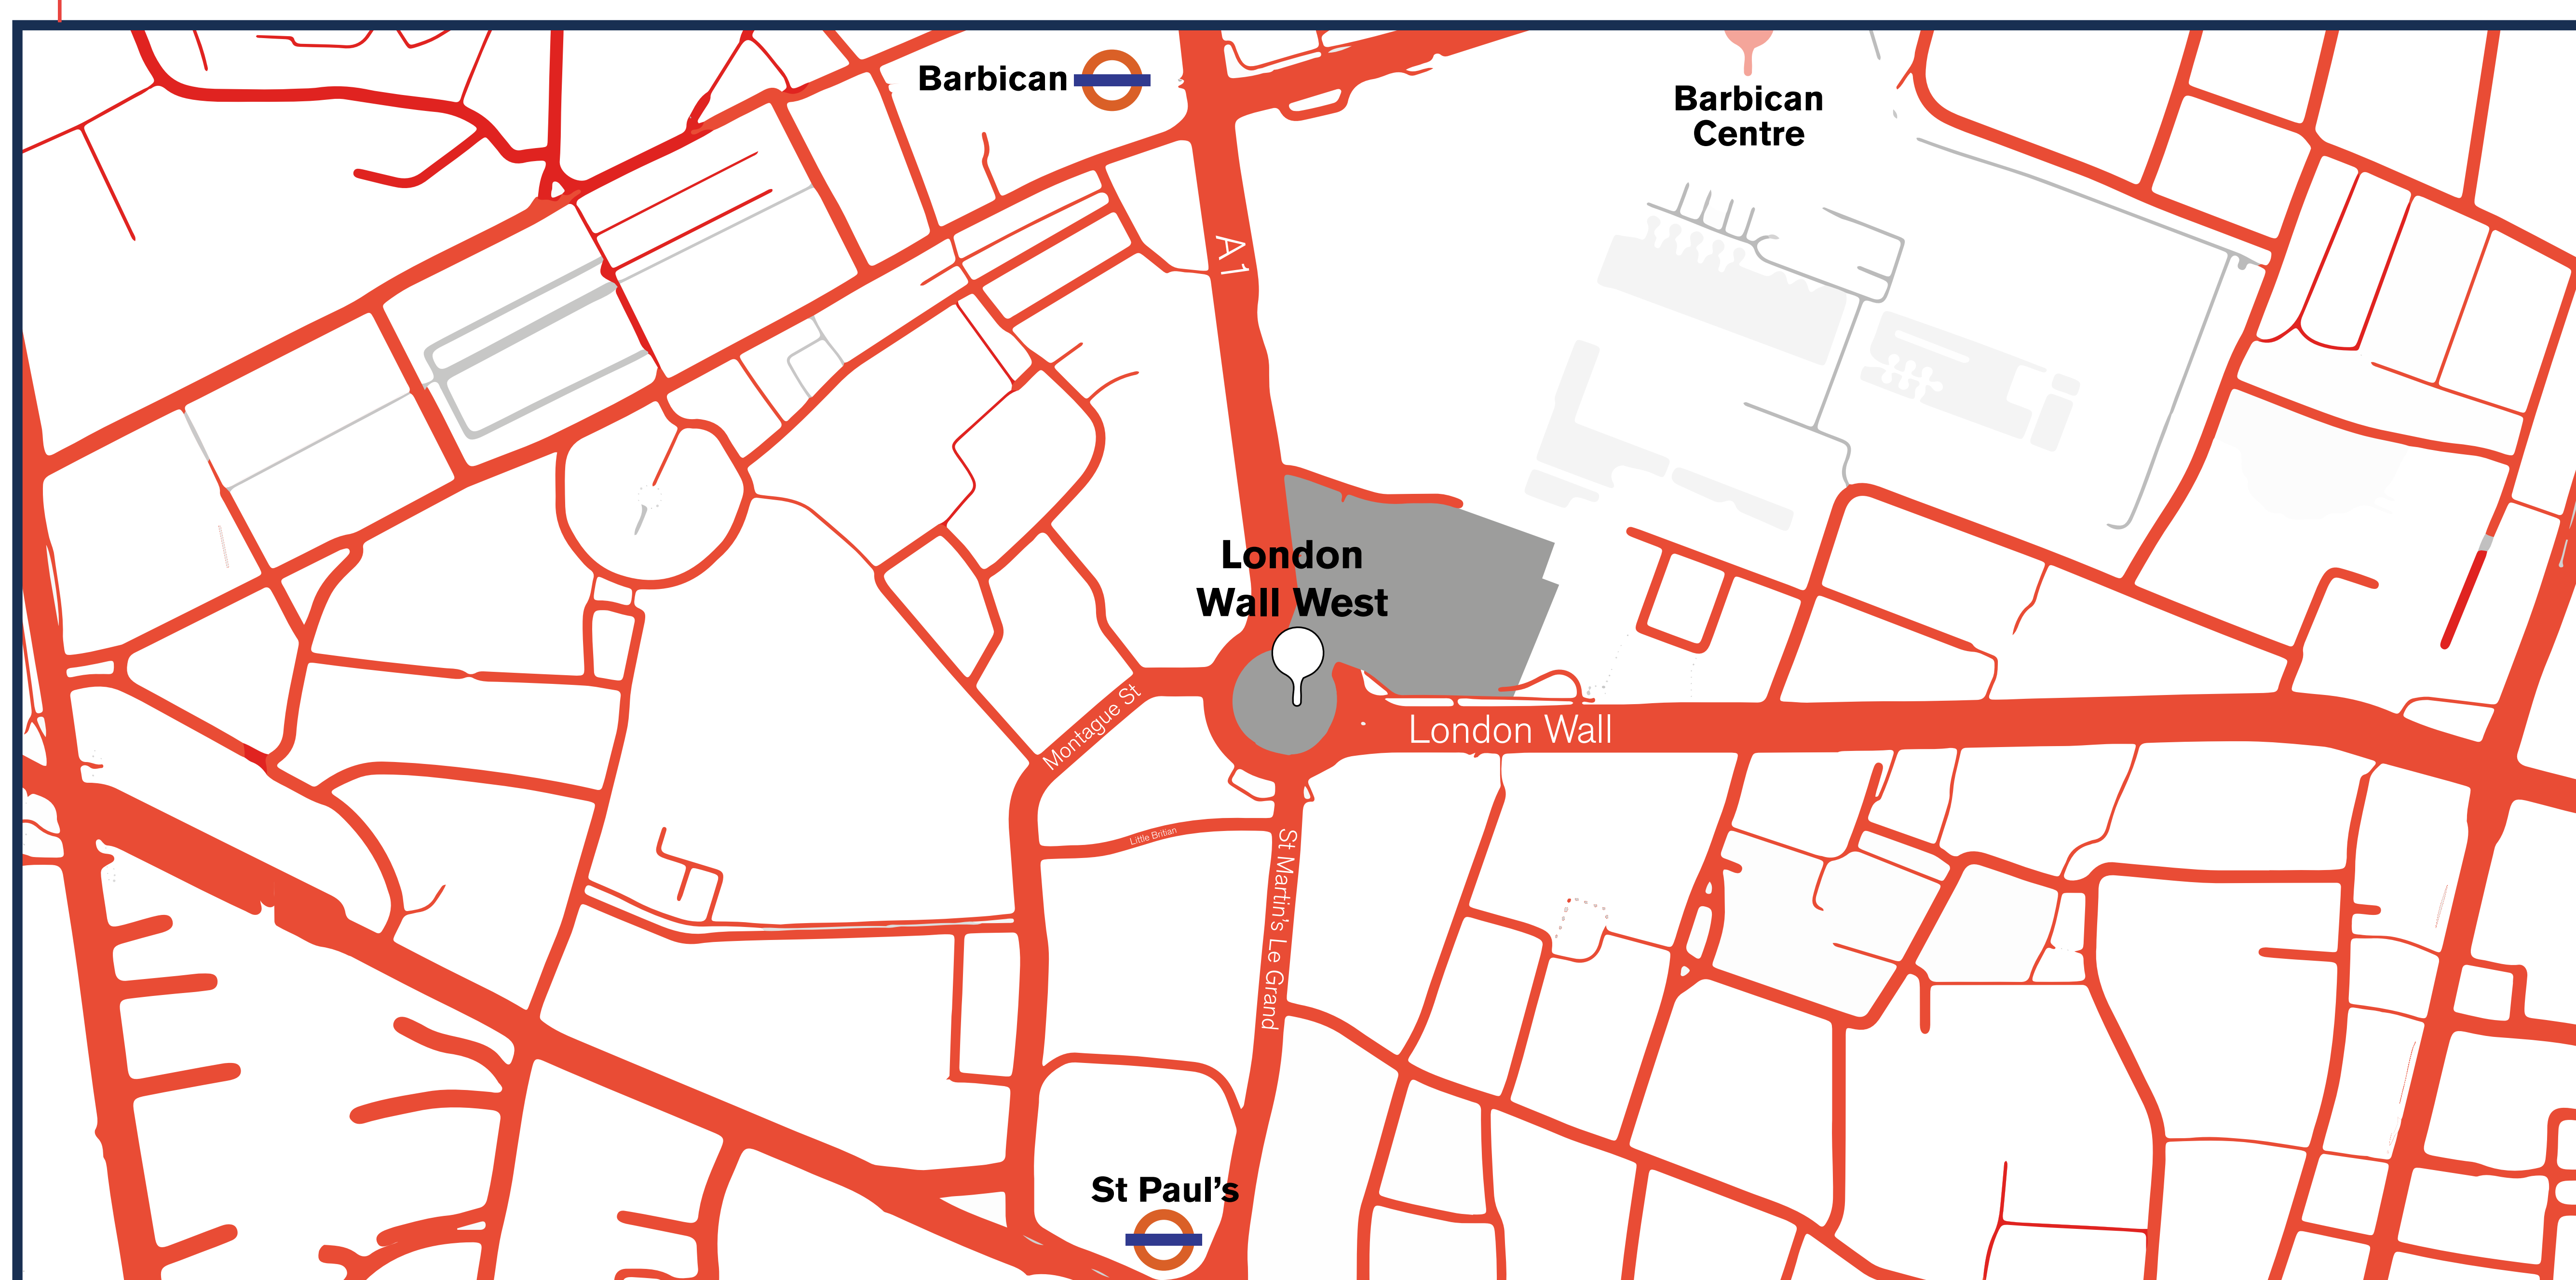 Barbican
Barbican
Centre
A1
London
Wall West
Montague St
London Wall
Little Britian
St Martin's Le Grand
St Paul's